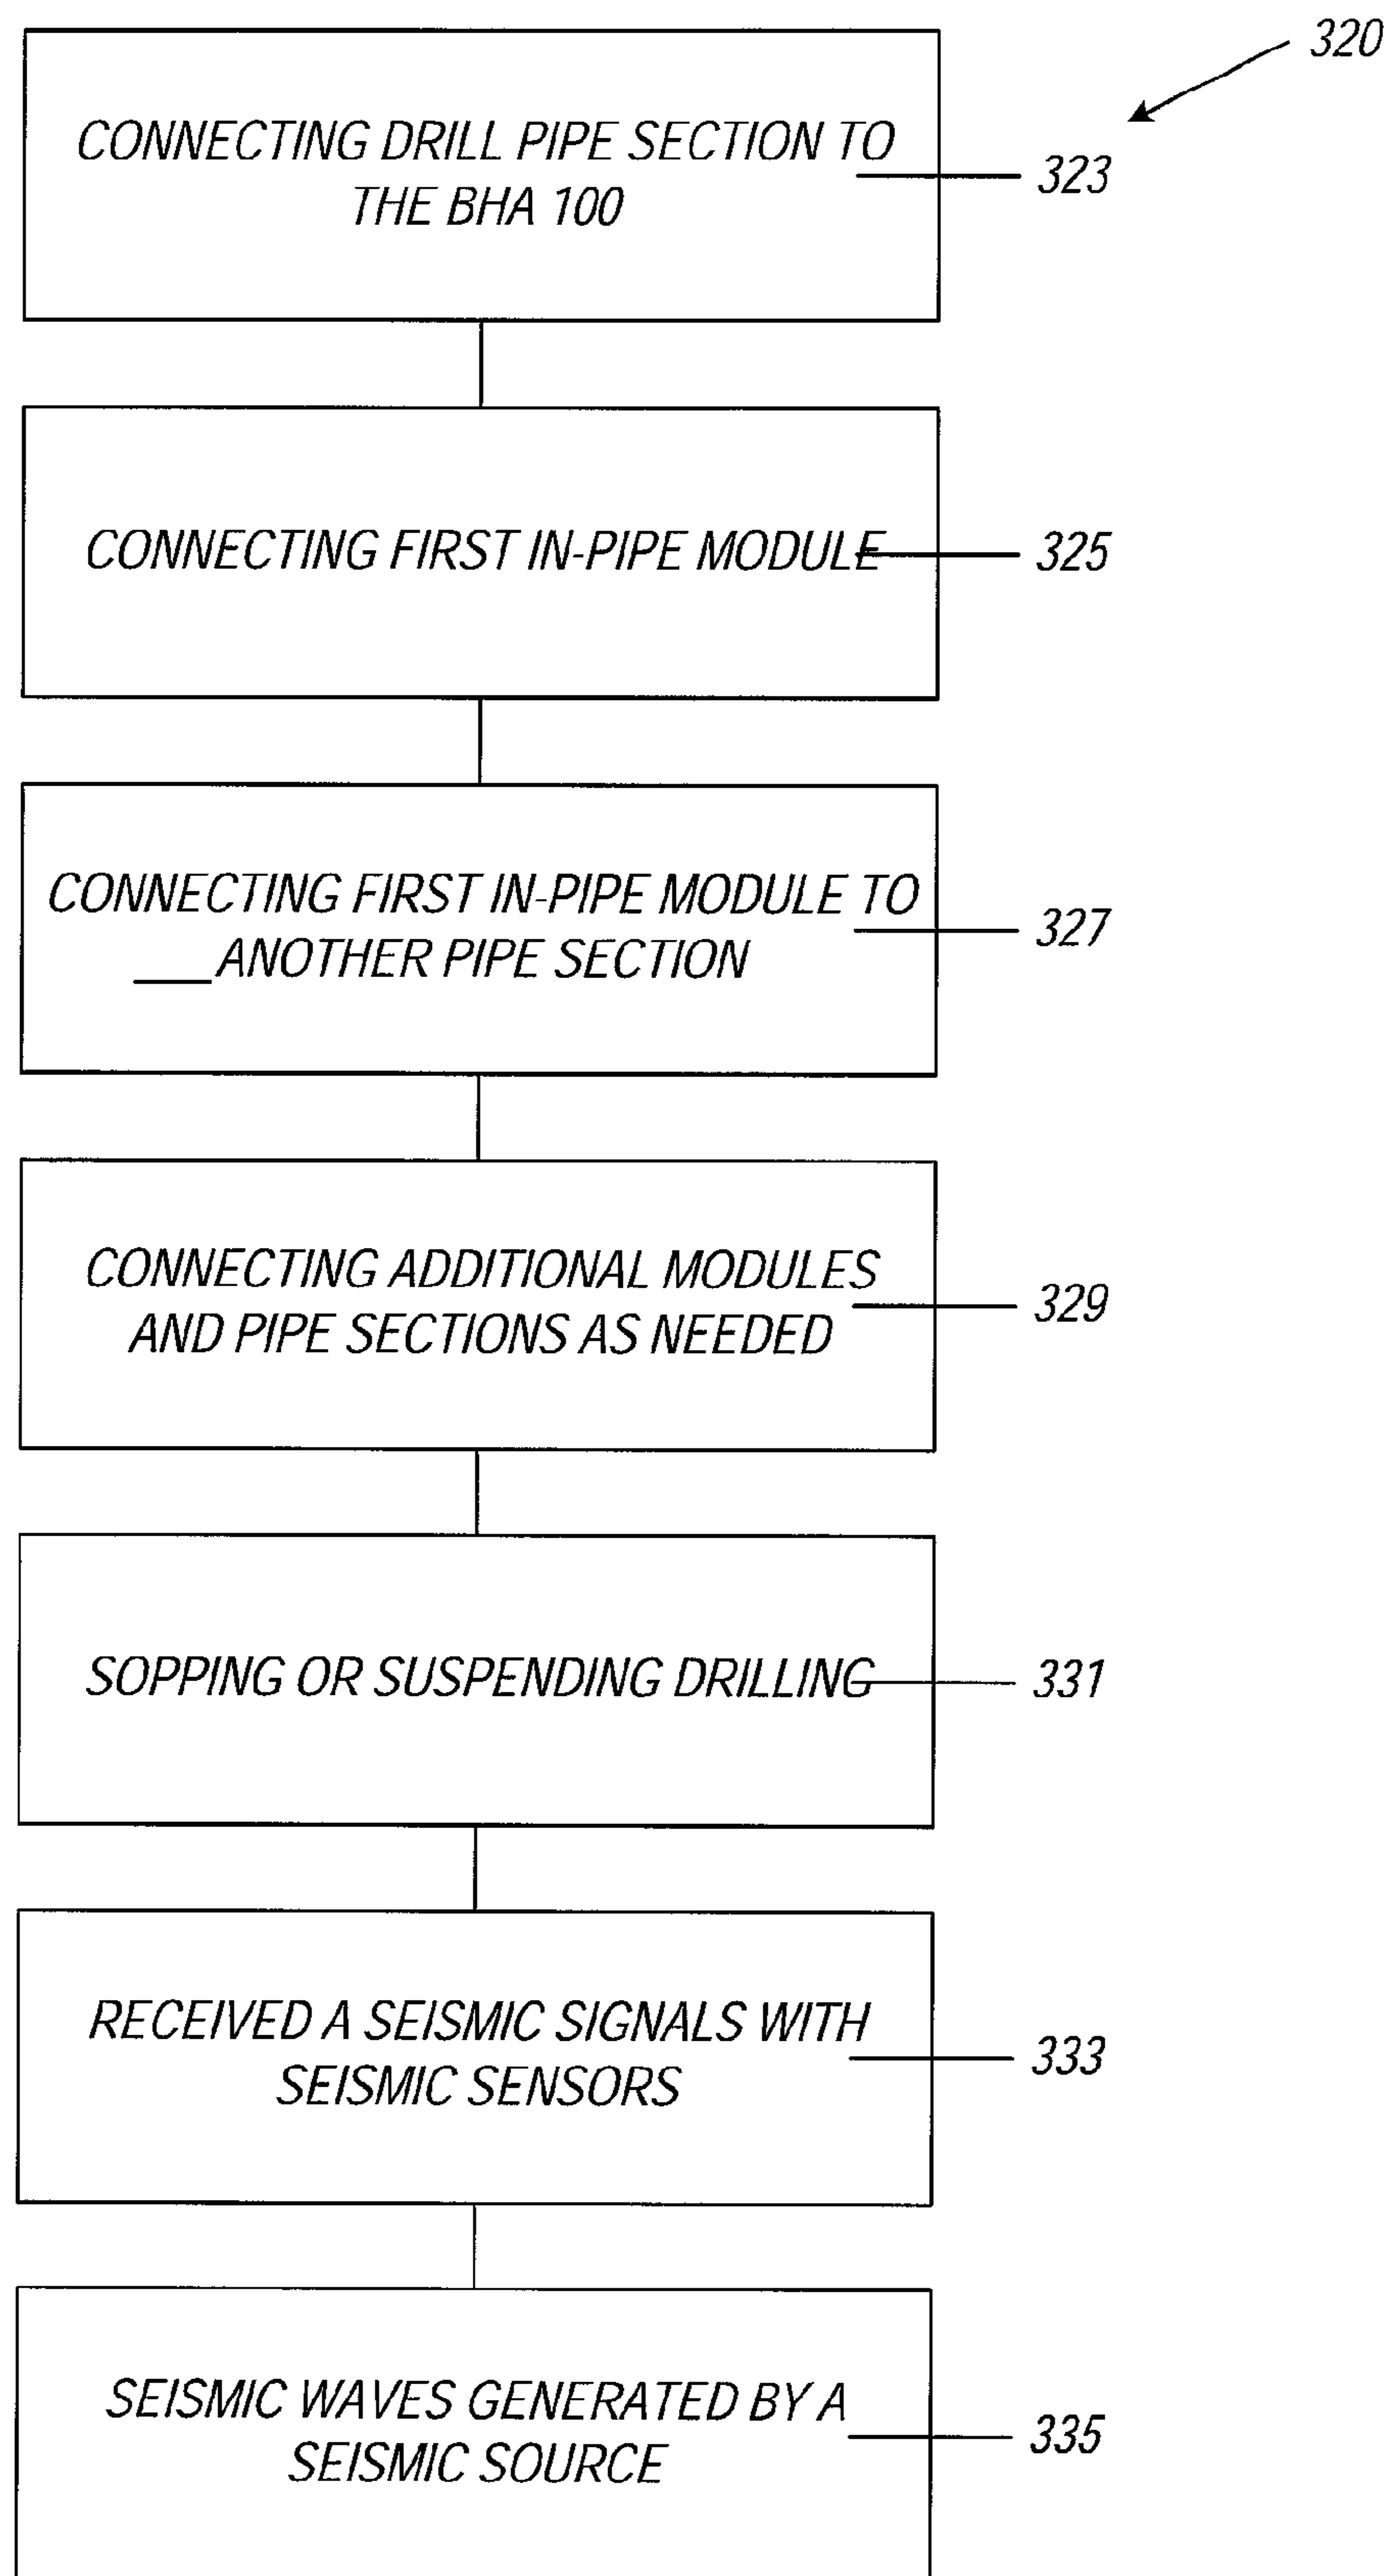 320
CONNECTING DRILL PIPE SECTION TO
THE BHA 100
323
CONNECTING FIRST IN-PIPE MODULE
325
CONNECTING FIRST IN-PIPE MODULE TO
___ANOTHER PIPE SECTION
327
CONNECTING ADDITIONAL MODULES
AND PIPE SECTIONS AS NEEDED
329
SOPPING OR SUSPENDING DRILLING
331
RECEIVED A SEISMIC SIGNALS WITH
SEISMIC SENSORS
333
SEISMIC WAVES GENERATED BY A
SEISMIC SOURCE
335